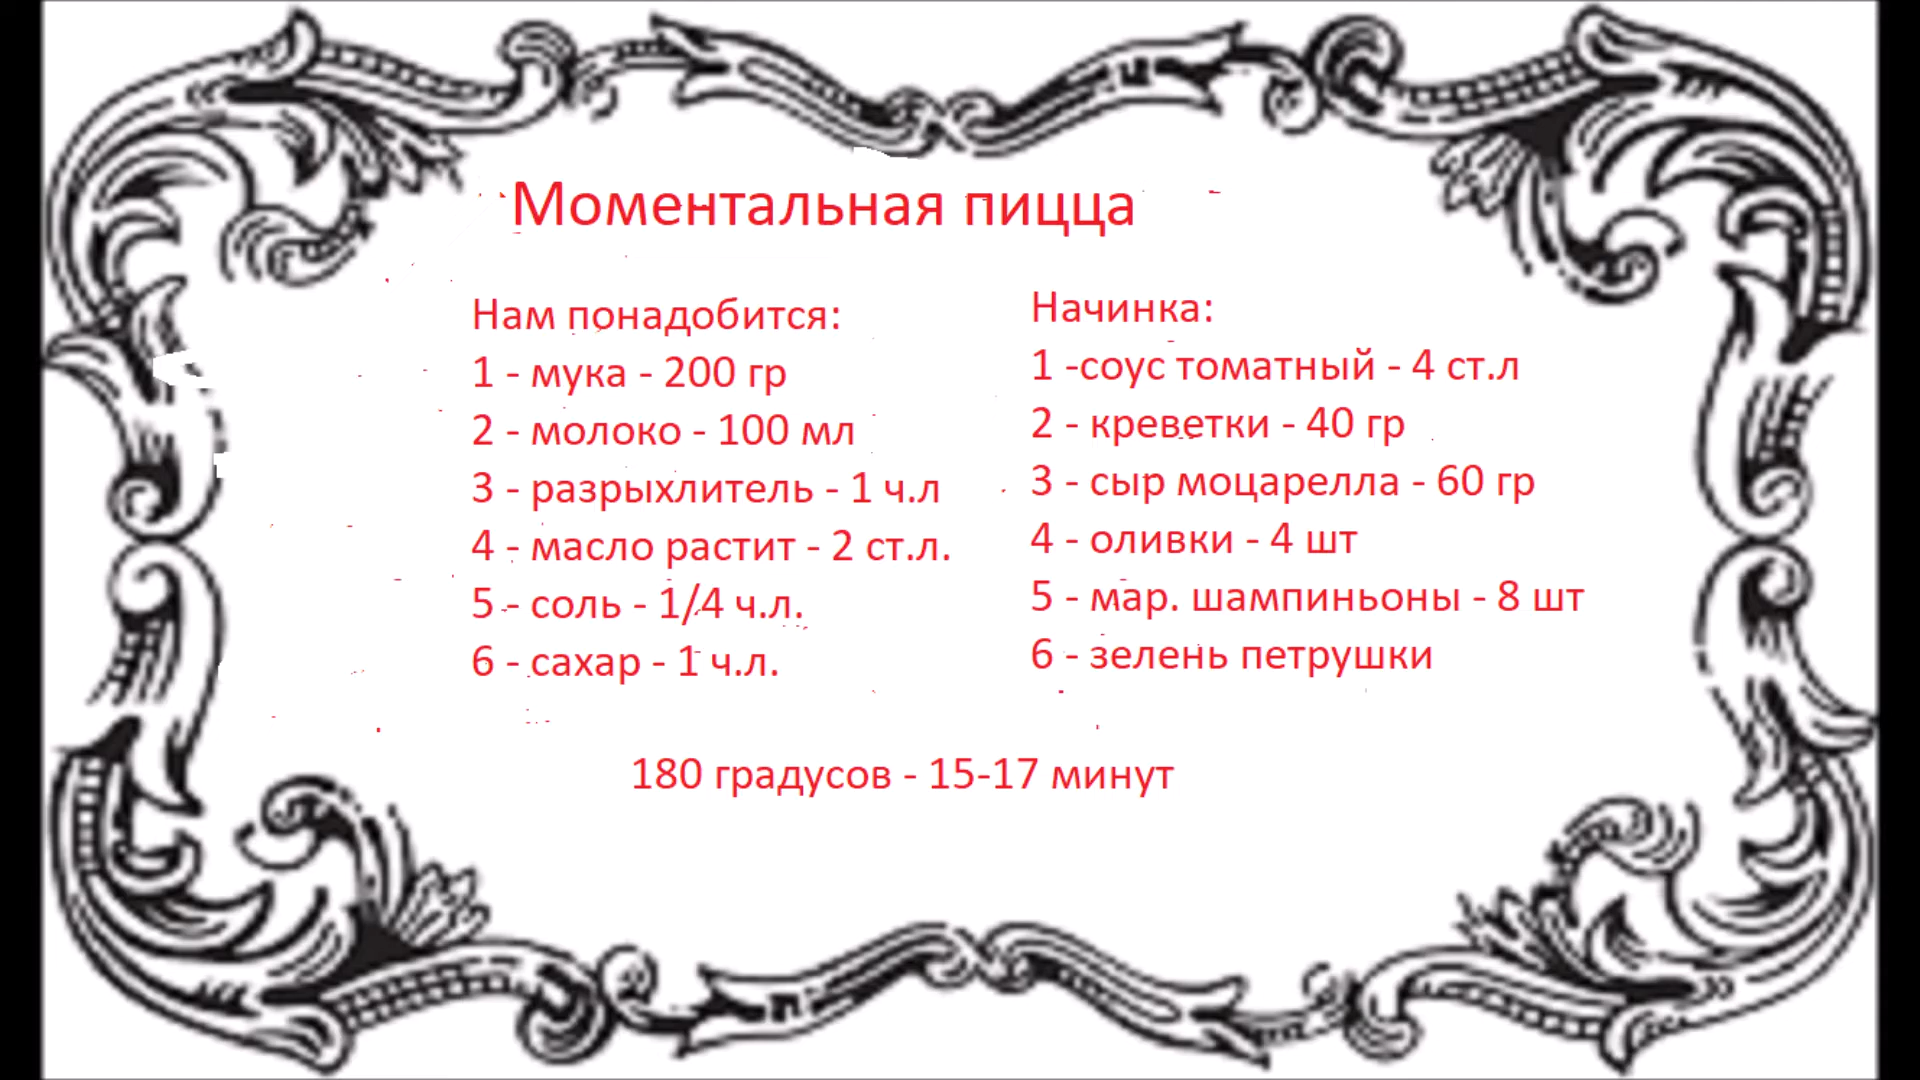 Моментальная пицца
Нам понадобится:
1 - мука - 200 гр
2 - молоко - 100 мл
3 - разрыхлитель - 1 ч.л
4 - масло растит - 2 ст.л.
5 - соль - 1/4 ч.л.
6 - сахар - 1 ч.л.
Начинка:
1 -соус томатный - 4 ст.л
2 - креветки - 40 гр
3 - сыр моцарелла - 60 гр
4 - оливки - 4 шт
5 - мар. шампиньоны - 8 шт
6 - зелень петрушки
180 градусов - 15-17 минут